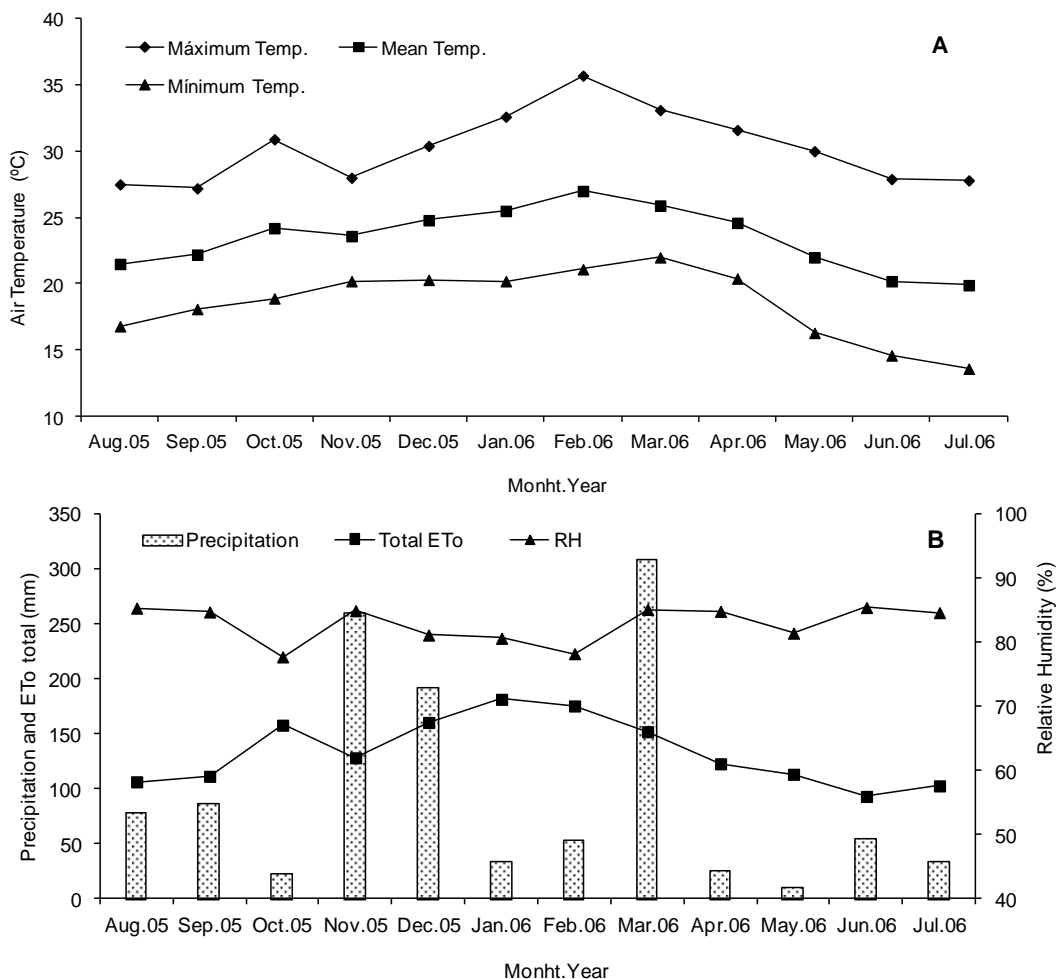 40
35
30
25
20
15
10
Air Temperature (ºC)
Máximum Temp. Mean Temp.
Mínimum Temp.
A
Aug.05 Sep.05 Oct.05 Nov.05 Dec.05 Jan.06 Feb.06 Mar.06 Apr.06 May.06 Jun.06 Jul.06
Monht.Year
350
300
250
200
150
100
50
0
Precipitation and ETo total (mm)
Precipitation Total ETo RH
B
100
90
80
70
60
50
40
Relative Humidity (%)
Aug.05 Sep.05 Oct.05 Nov.05 Dec.05 Jan.06 Feb.06 Mar.06 Apr.06 May.06 Jun.06 Jul.06
Monht.Year